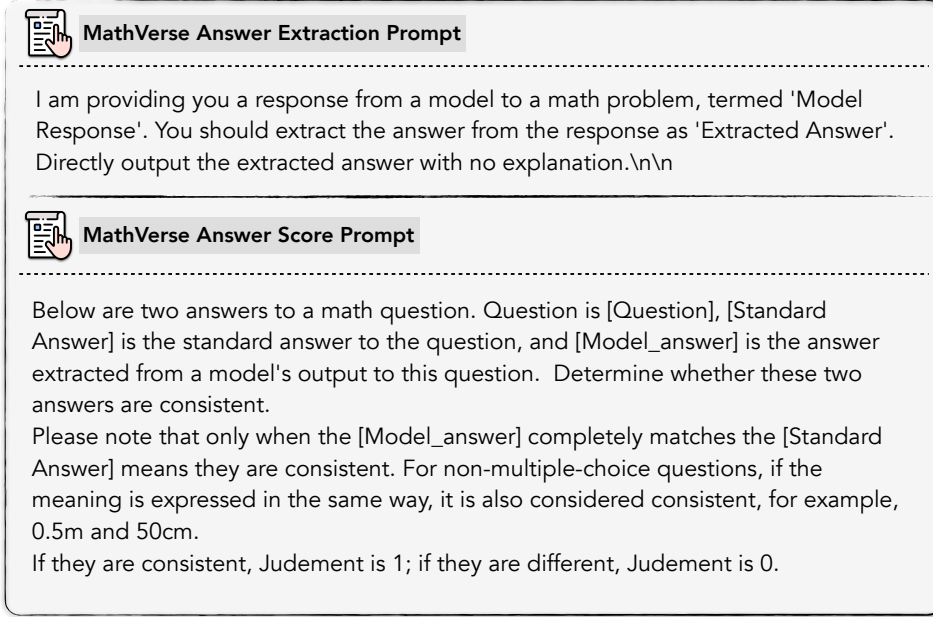 MathVerse Answer Extraction Prompt
I am providing you a response from a model to a math problem, termed 'Model
Response'. You should extract the answer from the response as 'Extracted Answer'.
Directly output the extracted answer with no explanation.\n\n
MathVerse Answer Score Prompt
Below are two answers to a math question. Question is [Question], [Standard
Answer] is the standard answer to the question, and [Model_answer] is the answer
extracted from a model's output to this question.  Determine whether these two
answers are consistent.
Please note that only when the [Model_answer] completely matches the [Standard
Answer] means they are consistent. For non-multiple-choice questions, if the
meaning is expressed in the same way, it is also considered consistent, for example,
0.5m and 50cm.
If they are consistent, Judement is 1; if they are different, Judement is 0.